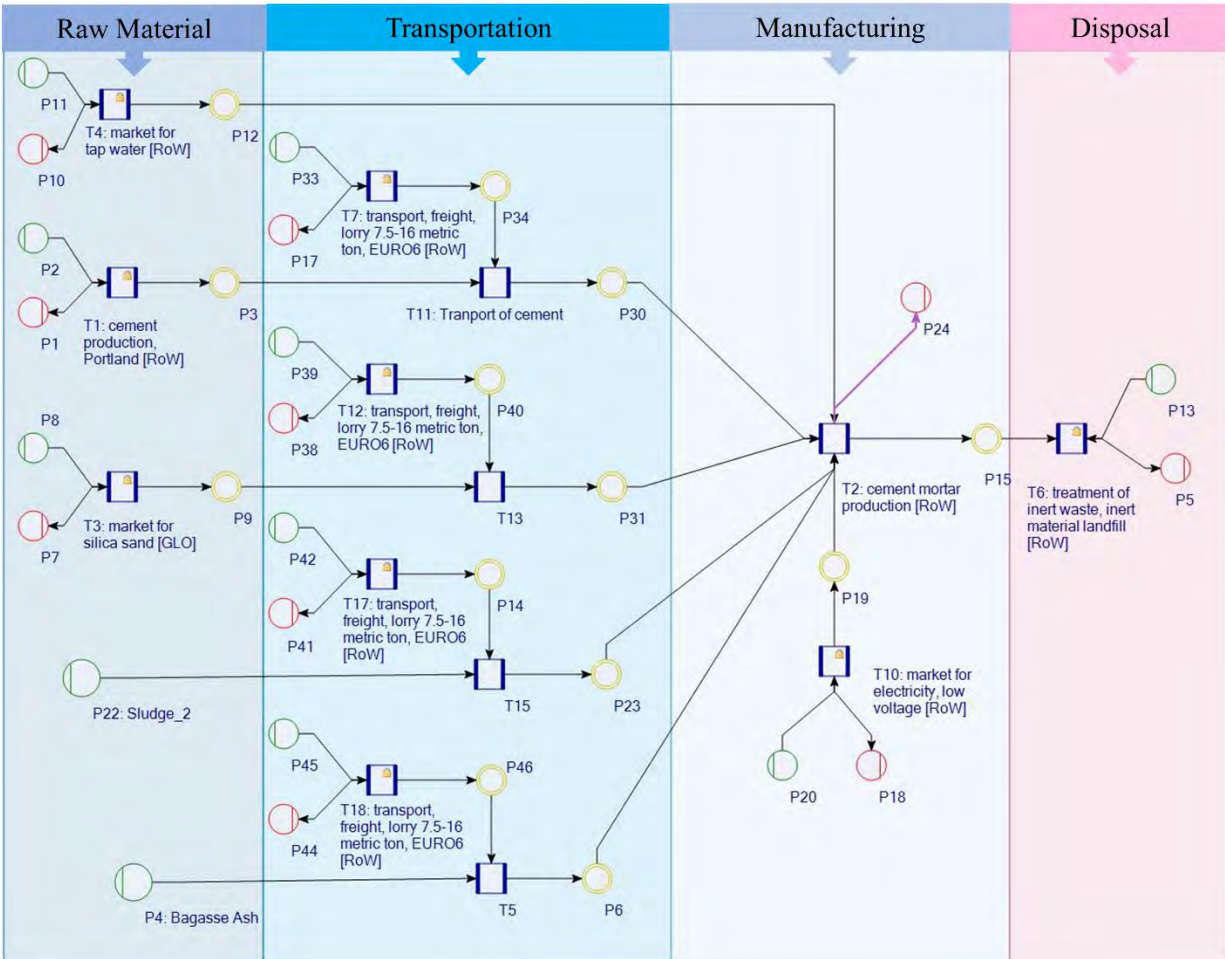 Raw Material
Transportation
Manufacturing
Disposal
P11
T4: market for
tap water [RoW]
P12
P10
P33
T7: transport, freight,
lorry 7.5-16 metric
ton, EURO6 [RoW]
P34
P17
P2
T1: cement
production,
Portland [RoW]
P3
P1
T11: Tranport of cement
P30
P24
P39
T12: transport, freight,
lorry 7.5-16 metric ton,
EURO6 [RoW]
P40
P38
P13
P8
T3: market for
silica sand [GLO]
P9
P7
T13
P31
T2: cement mortar
production [RoW]
P15
T6: treatment of
inert waste, inert
material landfill
[RoW]
P5
P42
T17: transport,
freight, lorry 7.5-16
metric ton, EURO6
[RoW]
P14
P41
P19
P22: Sludge_2
T15
P23
T10: market for
electricity, low
voltage [RoW]
P20
P18
P45
T18: transport,
freight, lorry 7.5-16
metric ton, EURO6
[RoW]
P46
P44
P4: Bagasse Ash
T5
P6